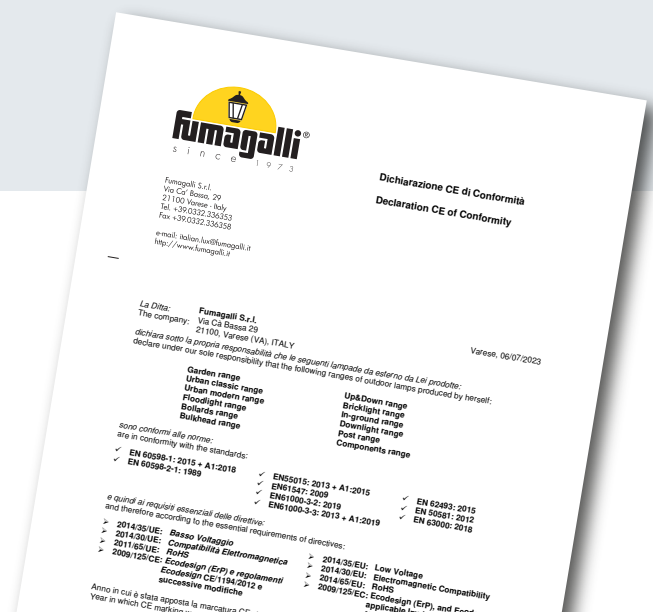 fumagalli®
since 1973
Dichiarazione CE di Conformità
Declaration CE of Conformity
Fumagalli S.r.l.
Via Ca' Bassa, 29
21100 Varese - Italy
Tel. +39.0332.336353
Fax +39.0332.336358
e-mail: italian.lux@fumagalli.it
http://www.fumagalli.it
La Ditta: Fumagalli S.r.l.
The company: Via Cà Bassa 29
21100, Varese (VA), ITALY
Varese, 06/07/2023
dichiara sotto la propria responsabilità che le seguenti lampade da esterno da Lei prodotte:
declare under our sole responsibility that the following ranges of outdoor lamps produced by herself:
Garden range
Urban classic range
Urban modern range
Floodlight range
Bollards range
Bulkhead range
Up&Down range
Bricklight range
In-ground range
Downlight range
Post range
Components range
sono conformi alle norme:
are in conformity with the standards:
✓ EN 60598-1: 2015 + A1:2018
✓ EN 60598-2-1: 1989
✓ EN55015: 2013 + A1:2015
✓ EN61547: 2009
✓ EN61000-3-2: 2019
✓ EN61000-3-3: 2013 + A1:2019
✓ EN 62493: 2015
✓ EN 50581: 2012
✓ EN 63000: 2018
e quindi ai requisiti essenziali delle direttive:
and therefore according to the essential requirements of directives:
➢ 2014/35/UE: Basso Voltaggio
➢ 2014/30/UE: Compatibilità Elettromagnetica
➢ 2011/65/UE: RoHS
➢ 2009/125/CE: Ecodesign (ErP) e regolamenti
Ecodesign CE/1194/2012 e
successive modifiche
➢ 2014/35/EU: Low Voltage
➢ 2014/30/EU: Electromagnetic Compatibility
➢ 2014/65/EU: RoHS
➢ 2009/125/EC: Ecodesign (ErP), and
applicable
Anno in cui è stata apposta la marcatura
Year in which CE marking